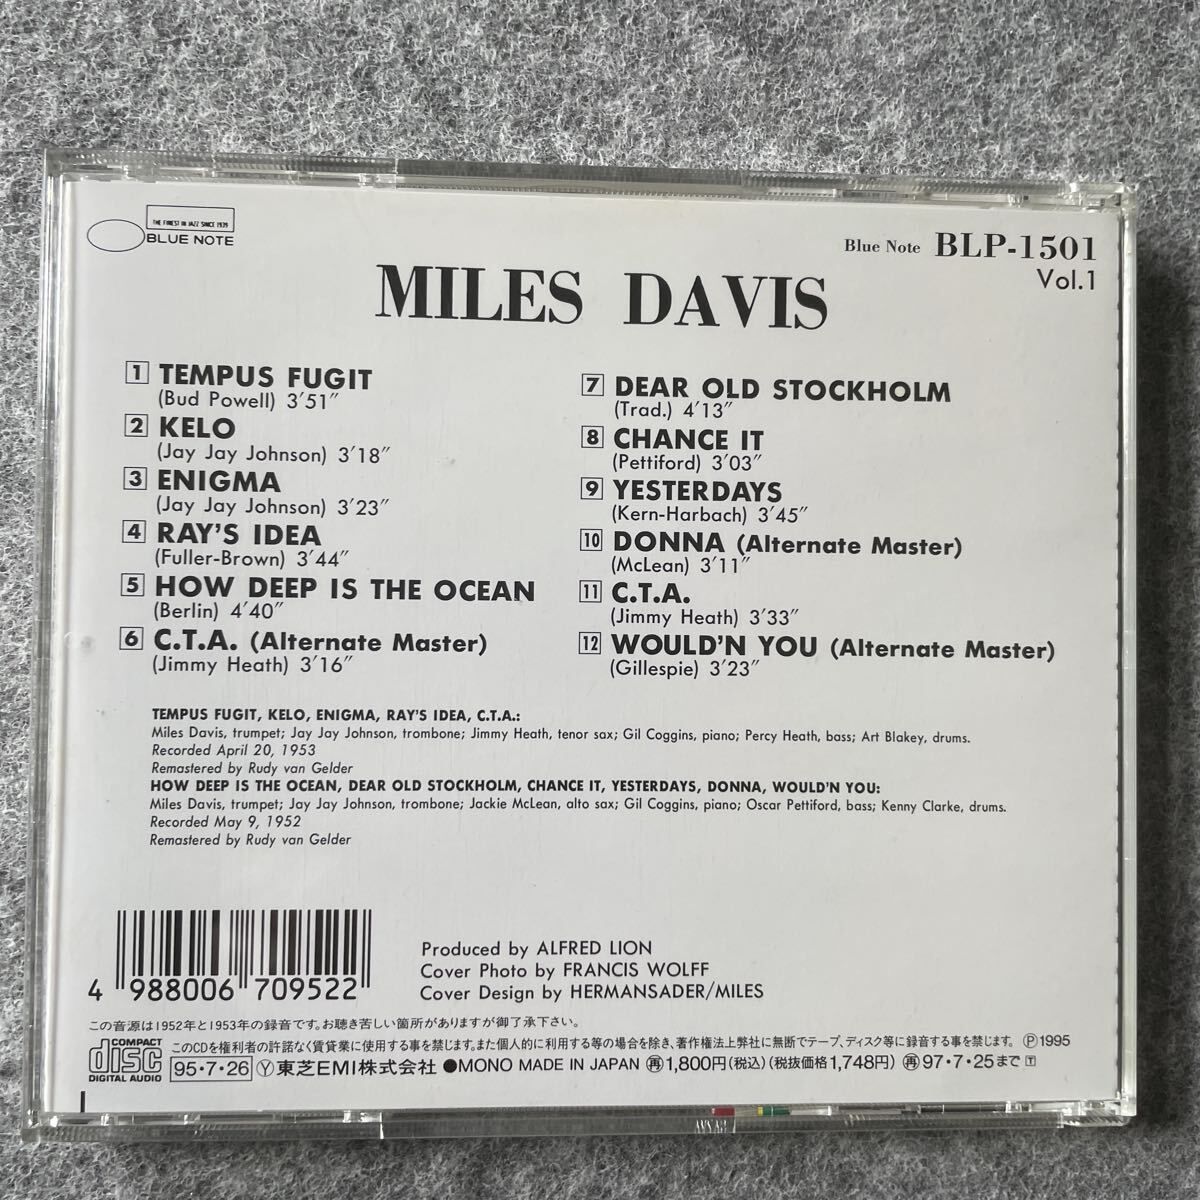 THE FINEST IN JAZZ SINCE 1939
BLUE NOTE
Blue Note BLP-1501
Vol.1
MILES DAVIS
1 TEMPUS FUGIT
(Bud Powell) 3′51″
2 KELO
(Jay Jay Johnson) 3′18″
3 ENIGMA
(Jay Jay Johnson) 3′23″
4 RAY'S IDEA
(Fuller-Brown) 3′44″
5 HOW DEEP IS THE OCEAN
(Berlin) 4′40″
6 C.T.A. (Alternate Master)
(Jimmy Heath) 3′16″
7 DEAR OLD STOCKHOLM
(Trad.) 4′13″
8 CHANCE IT
(Pettiford) 3′03″
9 YESTERDAYS
(Kern-Harbach) 3′45″
10 DONNA (Alternate Master)
(McLean) 3′11″
11 C.T.A.
(Jimmy Heath) 3′33″
12 WOULD'N YOU (Alternate Master)
(Gillespie) 3′23″
TEMPUS FUGIT, KELO, ENIGMA, RAY'S IDEA, C.T.A.:
Miles Davis, trumpet; Jay Jay Johnson, trombone; Jimmy Heath, tenor sax; Gil Coggins, piano; Percy Heath, bass; Art Blakey, drums.
Recorded April 20, 1953
Remastered by Rudy van Gelder
HOW DEEP IS THE OCEAN, DEAR OLD STOCKHOLM, CHANCE IT, YESTERDAYS, DONNA, WOULD'N YOU:
Miles Davis, trumpet; Jay Jay Johnson, trombone; Jackie McLean, alto sax; Gil Coggins, piano; Oscar Pettiford, bass; Kenny Clarke, drums.
Recorded May 9, 1952
Remastered by Rudy van Gelder
4 988006 709522
Produced by ALFRED LION
Cover Photo by FRANCIS WOLFF
Cover Design by HERMANSADER/MILES
この音源は1952年と1953年の録音です。お聴き苦しい箇所がありますが御了承下さい。
COMPACT disc DIGITAL AUDIO
このCDを権利者の許諾なく賃貸業に使用する事を禁じます。また個人的に利用する等の場合を除き、著作権法上弊社に無断でテープ、ディスク等に録音する事を禁じます。 Ⓟ1995
95・7・26 Ⓨ東芝EMI株式会社 ●MONO MADE IN JAPAN ㊢1,800円(税込)(税抜価格1,748円) ㊢97・7・25まで 🅃